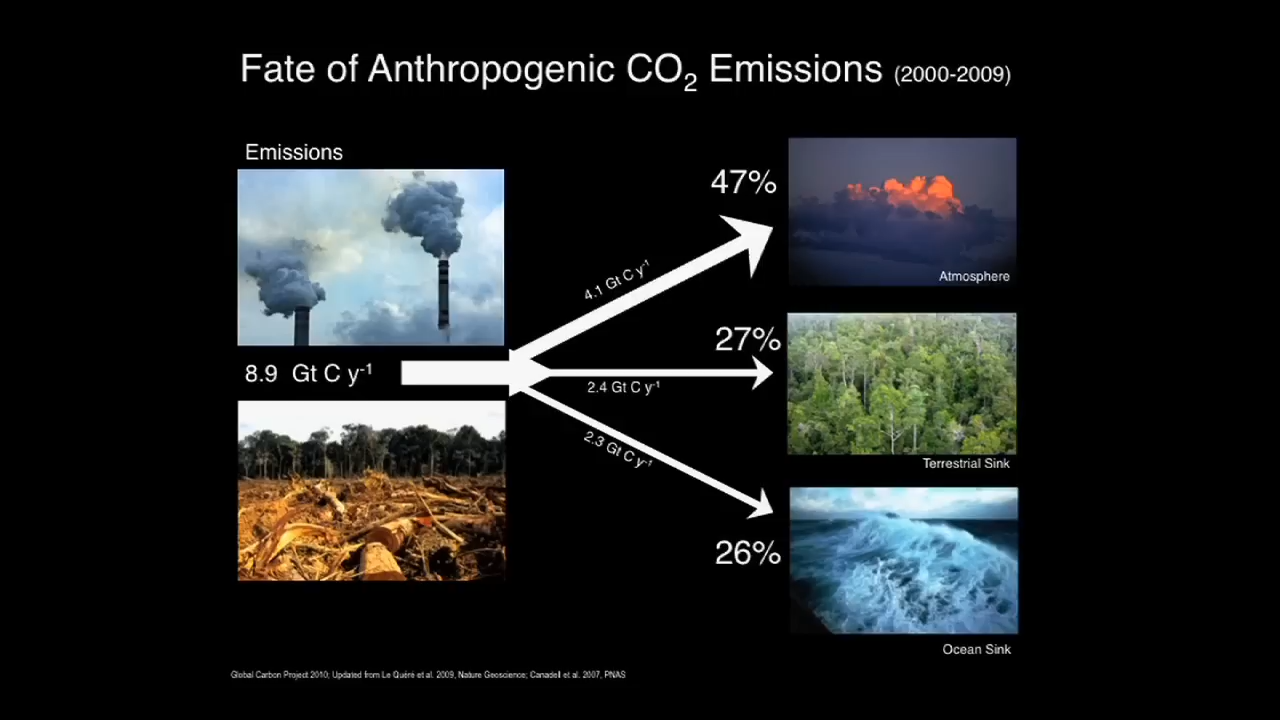 Fate of Anthropogenic CO₂ Emissions (2000-2009)
Emissions
47%
Atmosphere
4.1 Gt C y⁻¹
27%
8.9 Gt C y⁻¹
2.4 Gt C y⁻¹
Terrestrial Sink
2.3 Gt C y⁻¹
26%
Ocean Sink
Global Carbon Project 2010; Updated from Le Quéré et al. 2009, Nature Geoscience; Canadell et al. 2007, PNAS